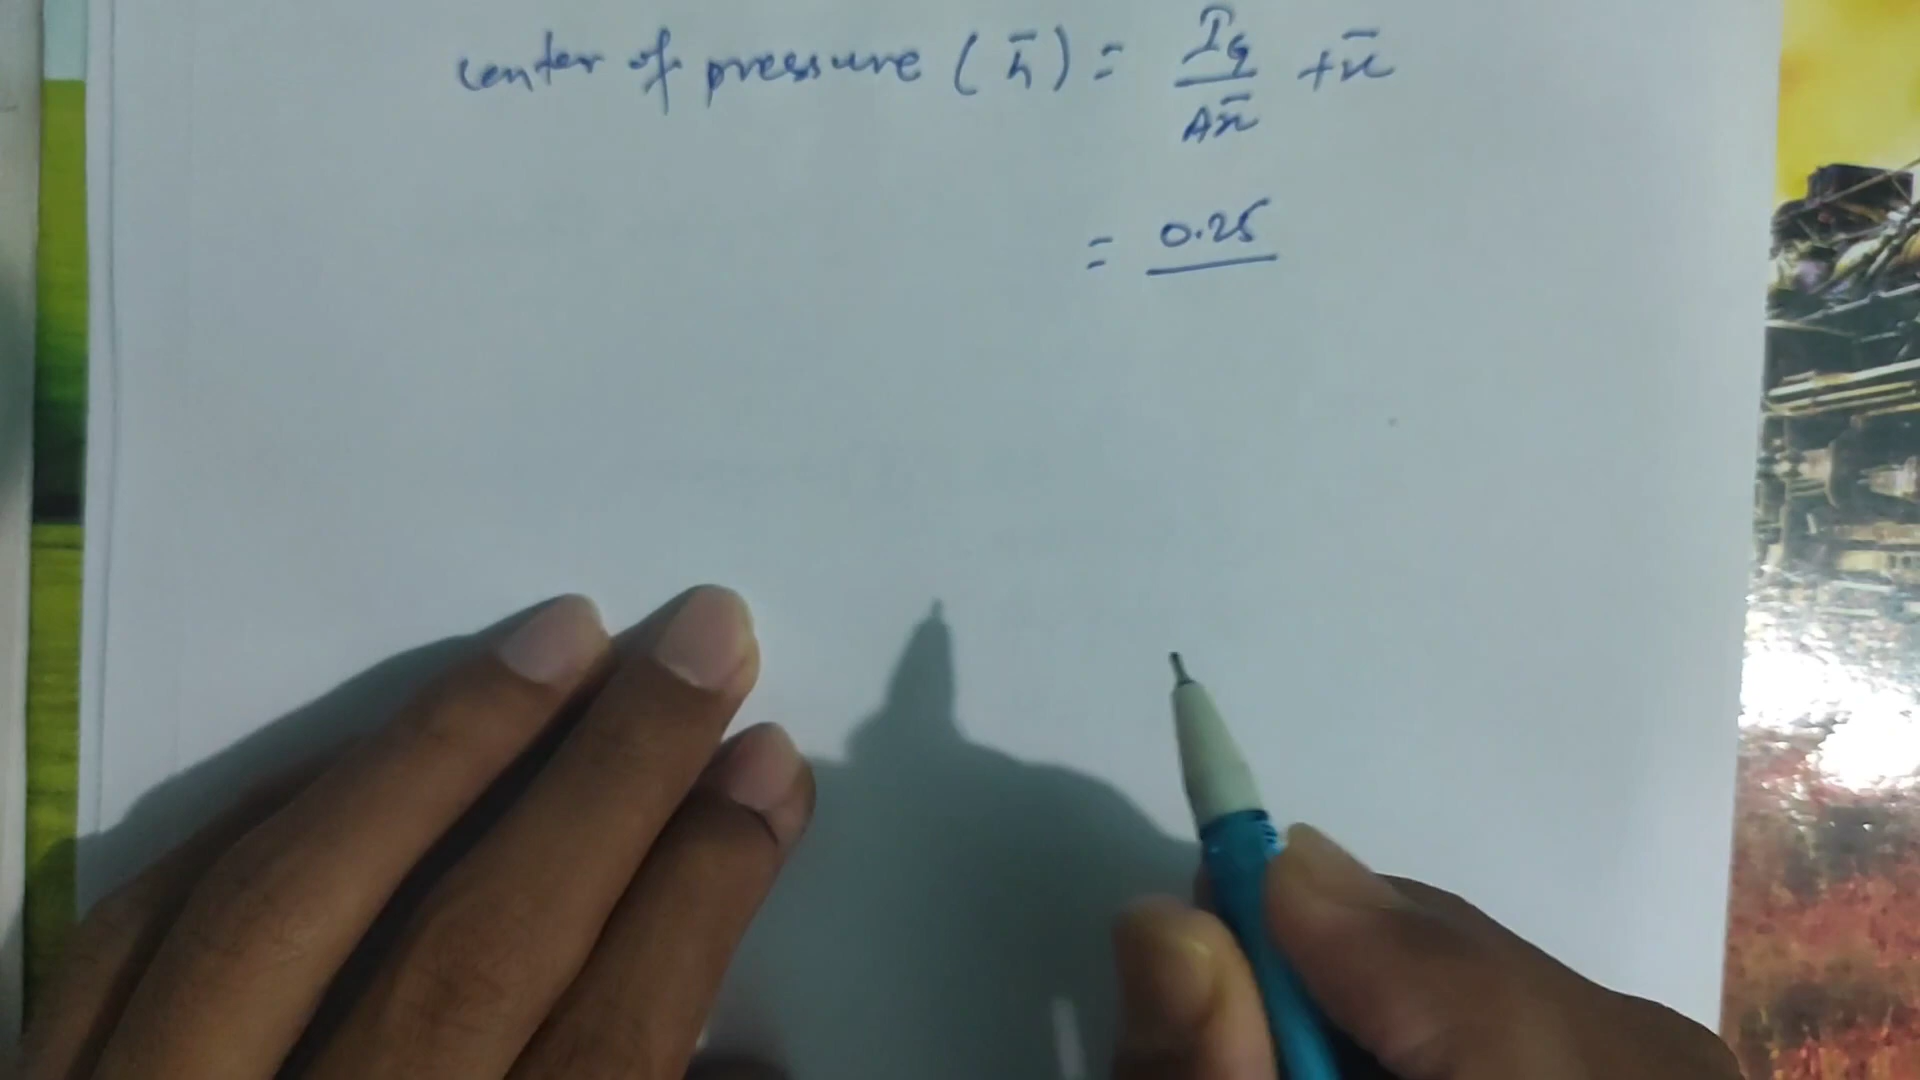 center of pressure (h̄) = I_G / Ax̄ + x̄
= 0.25